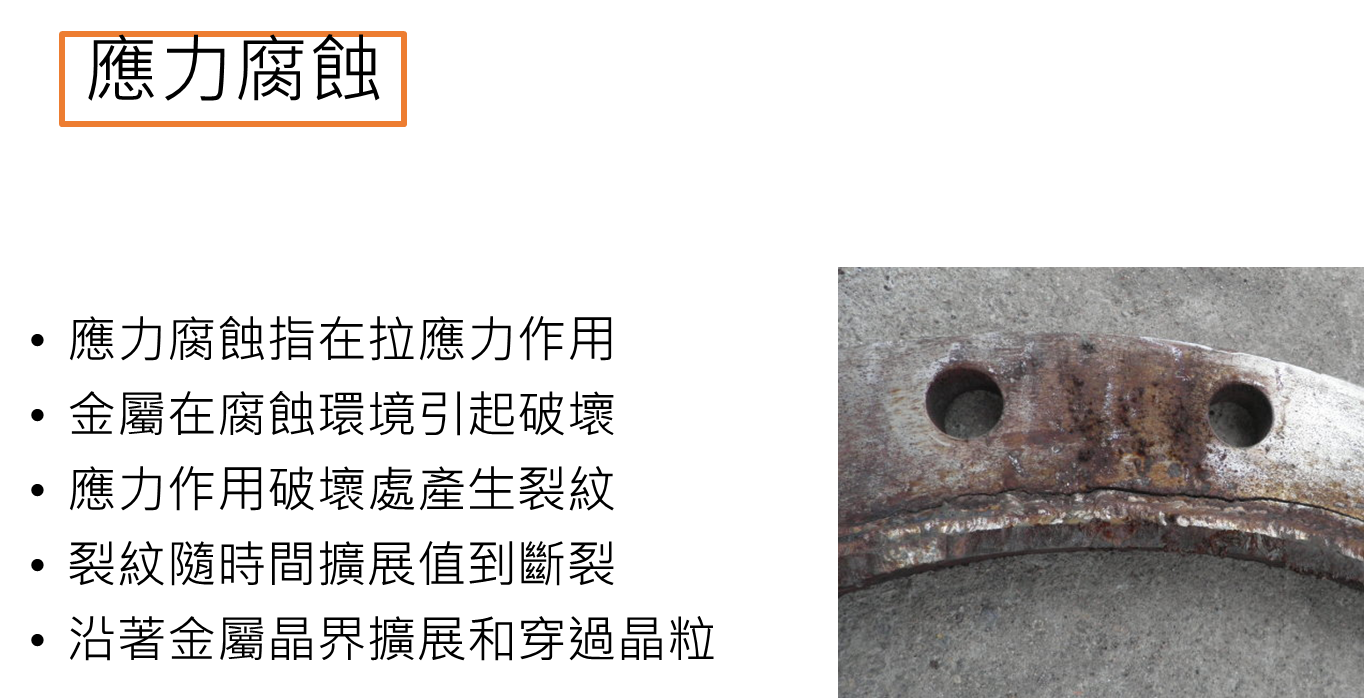 應力腐蝕
• 應力腐蝕指在拉應力作用
• 金屬在腐蝕環境引起破壞
• 應力作用破壞處產生裂紋
• 裂紋隨時間擴展值到斷裂
• 沿著金屬晶界擴展和穿過晶粒